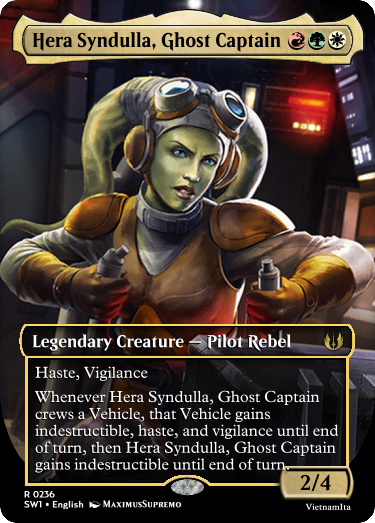 Hera Syndulla, Ghost Captain
Legendary Creature — Pilot Rebel
Haste, Vigilance
Whenever Hera Syndulla, Ghost Captain
crews a Vehicle, that Vehicle gains
indestructible, haste, and vigilance until end
of turn, then Hera Syndulla, Ghost Captain
gains indestructible until end of turn.
2/4
R 0236
SW1 • English MaximusSupremo
VietnamIta